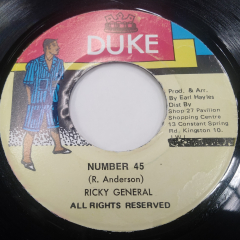 DUKE
Prod. & Arr.
By Earl Hayles
Dist By
Shop 27 Pavilion
Shopping Centre
13 Constant Spring
Rd. Kingston 10.
J.W.I.
NUMBER 45
(R. Anderson)
RICKY GENERAL
ALL RIGHTS RESERVED